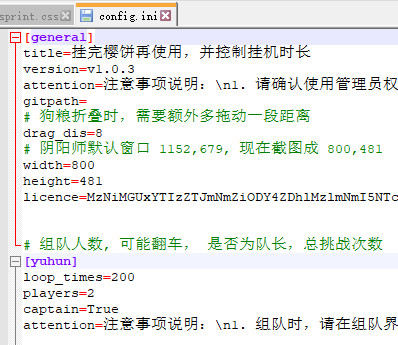 sprint.css
config.ini
[general]
title=挂完樱饼再使用，并控制挂机时长
version=v1.0.3
attention=注意事项说明：\n1. 请确认使用管理员权
gitpath=
# 狗粮折叠时，需要额外多拖动一段距离
drag_dis=8
# 阴阳师默认窗口 1152,679, 现在截图成 800,481
width=800
height=481
licence=MzNiMGUxYTIzZTJmNmZiODY4ZDhlMzlmNmI5NTc
# 组队人数, 可能翻车， 是否为队长，总挑战次数
[yuhun]
loop_times=200
players=2
captain=True
attention=注意事项说明：\n1. 组队时，请在组队界